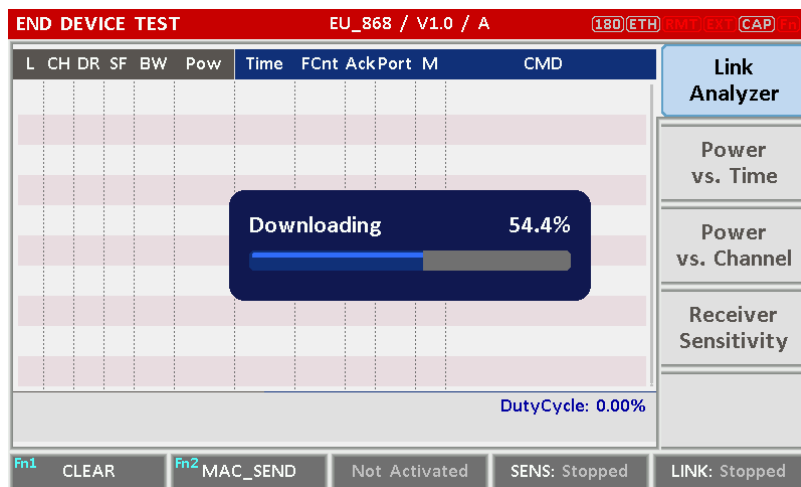 END DEVICE TEST EU_868 / V1.0 / A 180 ETH RMT EXT CAP Fn
L CH DR SF BW Pow Time FCnt Ack Port M CMD
Link
Analyzer
Power
vs. Time
Downloading 54.4%
Power
vs. Channel
Receiver
Sensitivity
DutyCycle: 0.00%
Fn1 CLEAR Fn2 MAC_SEND Not Activated SENS: Stopped LINK: Stopped